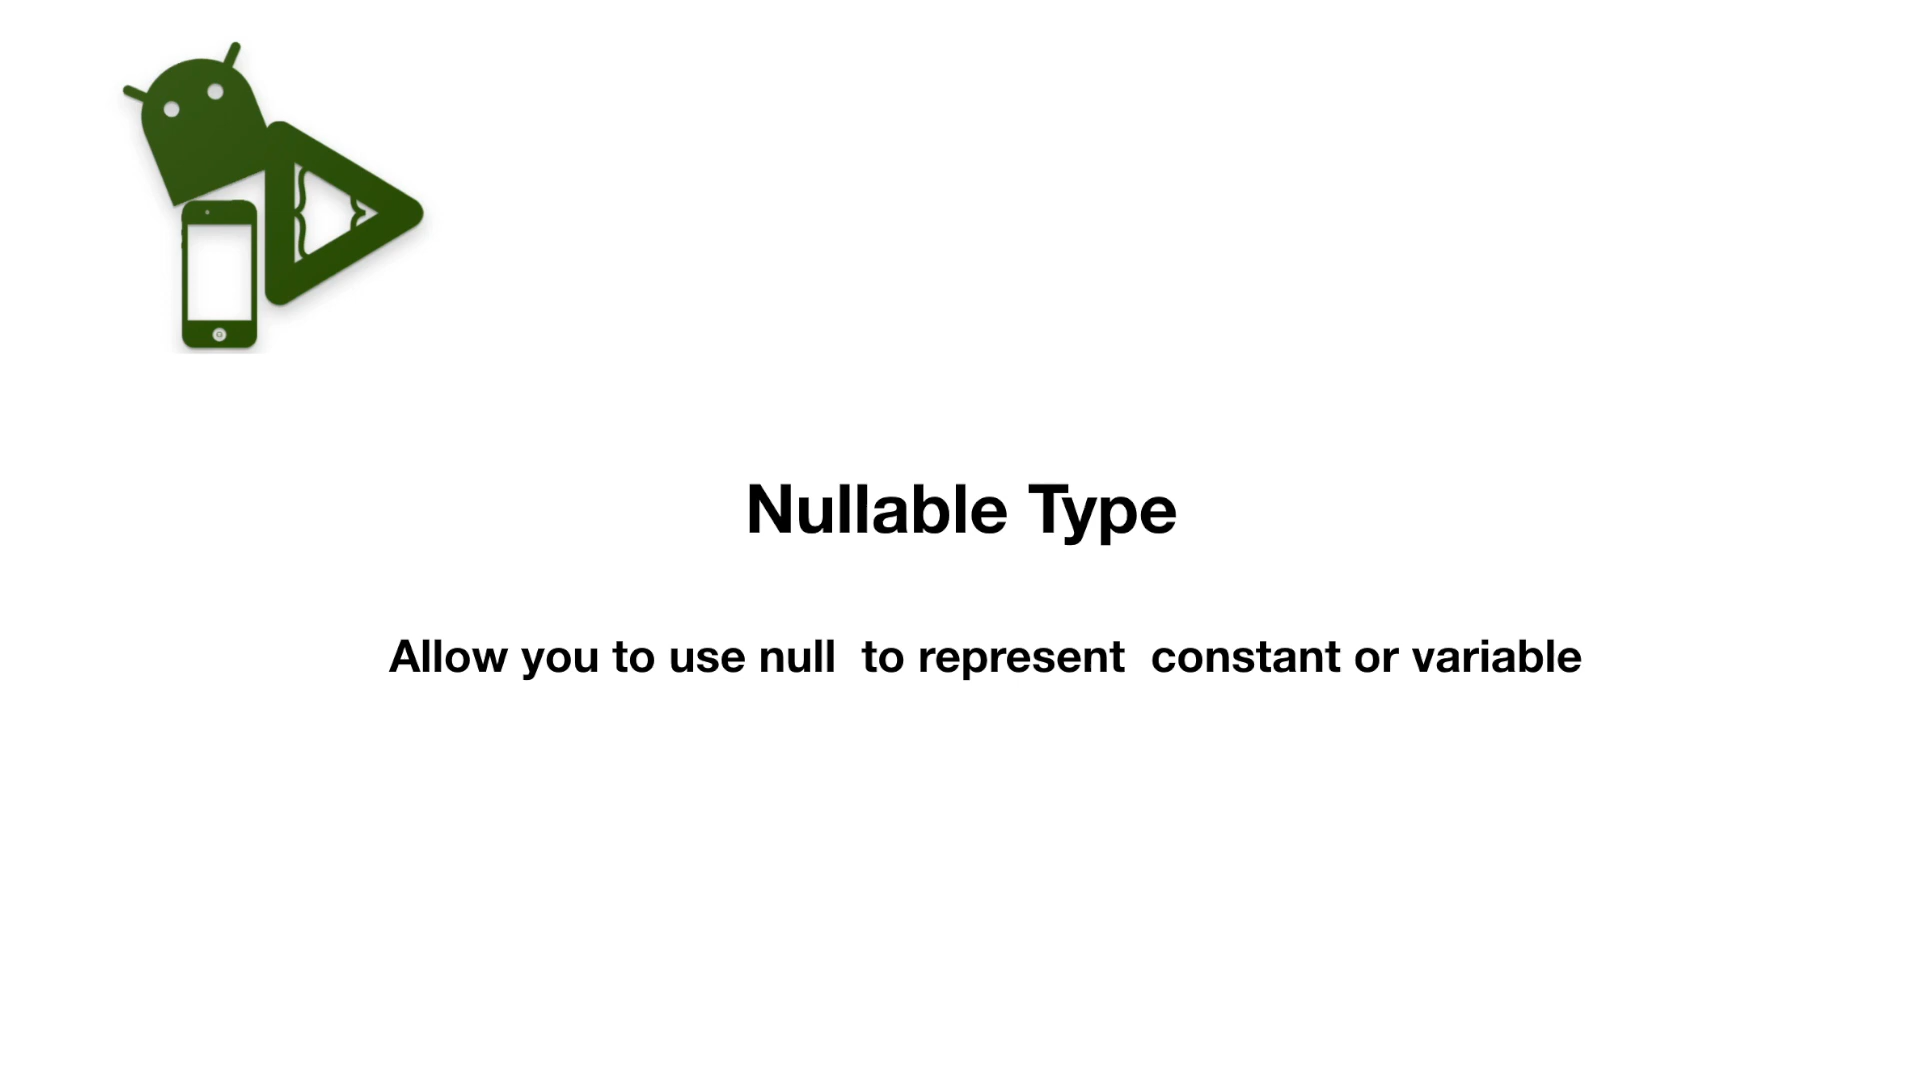 Nullable Type
Allow you to use null  to represent  constant or variable